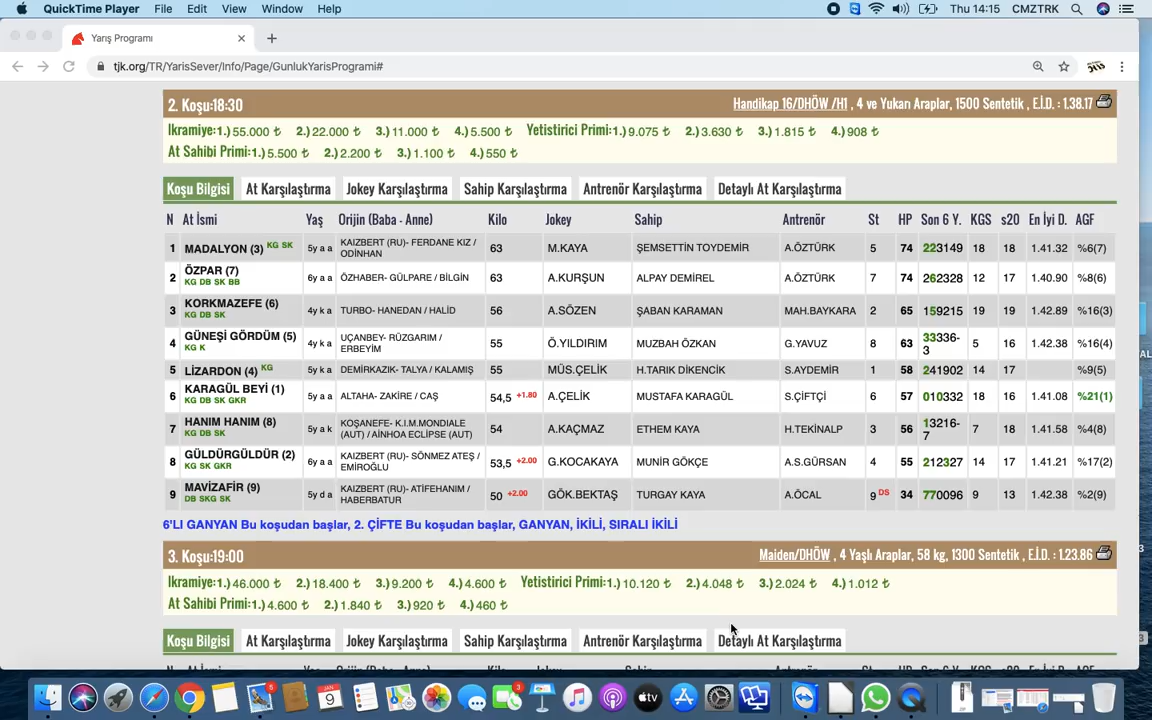 QuickTime Player File Edit View Window Help Thu 14:15 CMZTRK
Yarış Programı
tjk.org/TR/YarisSever/Info/Page/GunlukYarisProgrami#
2. Koşu:18:30 Handikap 16/DHÖW /H1 , 4 ve Yukarı Araplar, 1500 Sentetik , E.İ.D. : 1.38.17
Ikramiye:1.)55.000 ₺ 2.)22.000 ₺ 3.)11.000 ₺ 4.)5.500 ₺ Yetistirici Primi:1.)9.075 ₺ 2.)3.630 ₺ 3.)1.815 ₺ 4.)908 ₺
At Sahibi Primi:1.)5.500 ₺ 2.)2.200 ₺ 3.)1.100 ₺ 4.)550 ₺
Koşu Bilgisi At Karşılaştırma Jokey Karşılaştırma Sahip Karşılaştırma Antrenör Karşılaştırma Detaylı At Karşılaştırma
N At İsmi Yaş Orijin (Baba - Anne) Kilo Jokey Sahip Antrenör St HP Son 6 Y. KGS s20 En İyi D. AGF
1 MADALYON (3) KG SK 5y a a KAIZBERT (RU)- FERDANE KIZ / ODİNHAN 63 M.KAYA ŞEMSETTİN TOYDEMİR A.ÖZTÜRK 5 74 223149 18 18 1.41.32 %6(7)
2 ÖZPAR (7) KG DB SK BB 6y a a ÖZHABER- GÜLPARE / BİLGİN 63 A.KURŞUN ALPAY DEMİREL A.ÖZTÜRK 7 74 262328 12 17 1.40.90 %8(6)
3 KORKMAZEFE (6) KG DB SK 4y k a TURBO- HANEDAN / HALİD 56 A.SÖZEN ŞABAN KARAMAN MAH.BAYKARA 2 65 159215 19 19 1.42.89 %16(3)
4 GÜNEŞİ GÖRDÜM (5) KG K 4y k a UÇANBEY- RÜZGARIM / ERBEYİM 55 Ö.YILDIRIM MUZBAH ÖZKAN G.YAVUZ 8 63 33336-3 5 16 1.42.38 %16(4)
5 LİZARDON (4) KG 5y k a DEMİRKAZIK- TALYA / KALAMIŞ 55 MÜS.ÇELİK H.TARIK DİKENCİK S.AYDEMİR 1 58 241902 14 17 %9(5)
6 KARAGÜL BEYİ (1) KG DB SK GKR 5y a a ALTAHA- ZAKİRE / CAŞ 54,5 +1.80 A.ÇELİK MUSTAFA KARAGÜL S.ÇİFTÇİ 6 57 010332 18 16 1.41.08 %21(1)
7 HANIM HANIM (8) KG DB SK 5y a k KOŞANEFE- K.I.M.MONDIALE (AUT) / AİNHOA ECLİPSE (AUT) 54 A.KAÇMAZ ETHEM KAYA H.TEKİNALP 3 56 13216-7 7 18 1.41.58 %4(8)
8 GÜLDÜRGÜLDÜR (2) KG SK GKR 6y a a KAIZBERT (RU)- SÖNMEZ ATEŞ / EMİROĞLU 53,5 +2.00 G.KOCAKAYA MUNİR GÖKÇE A.S.GÜRSAN 4 55 212327 14 17 1.41.21 %17(2)
9 MAVİZAFİR (9) DB SKG SK 5y d a KAIZBERT (RU)- ATİFEHANIM / HABERBATUR 50 +2.00 GÖK.BEKTAŞ TURGAY KAYA A.ÖCAL 9 DS 34 770096 9 13 1.42.38 %2(9)
6'LI GANYAN Bu koşudan başlar, 2. ÇİFTE Bu koşudan başlar, GANYAN, İKİLİ, SIRALI İKİLİ
3. Koşu:19:00 Maiden/DHÖW , 4 Yaşlı Araplar, 58 kg, 1300 Sentetik , E.İ.D. : 1.23.86
Ikramiye:1.)46.000 ₺ 2.)18.400 ₺ 3.)9.200 ₺ 4.)4.600 ₺ Yetistirici Primi:1.)10.120 ₺ 2.)4.048 ₺ 3.)2.024 ₺ 4.)1.012 ₺
At Sahibi Primi:1.)4.600 ₺ 2.)1.840 ₺ 3.)920 ₺ 4.)460 ₺
Koşu Bilgisi At Karşılaştırma Jokey Karşılaştırma Sahip Karşılaştırma Antrenör Karşılaştırma Detaylı At Karşılaştırma